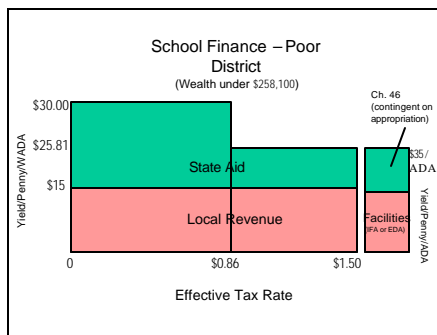 School Finance – Poor
District
(Wealth under $258,100)
Ch. 46
(contingent on
appropriation)
$30.00
$25.81
$15
Yield/Penny/WADA
State Aid
Local Revenue
$35/
ADA
Facilities
(IFA or EDA)
Yield/Penny/ADA
0
$0.86
$1.50
Effective Tax Rate